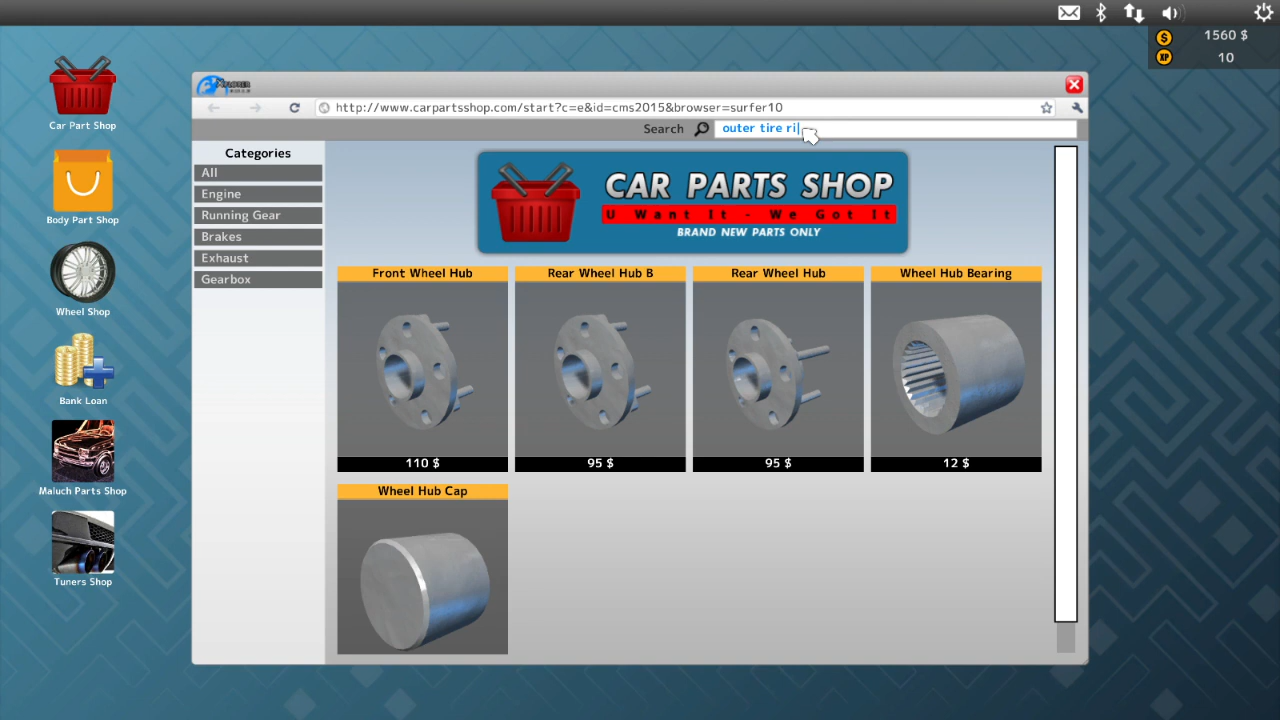 1560 $
10
Car Part Shop
Body Part Shop
Wheel Shop
Bank Loan
Maluch Parts Shop
Tuners Shop
http://www.carpartsshop.com/start?c=e&id=cms2015&browser=surfer10
Search
outer tire ri
Categories
All
Engine
Running Gear
Brakes
Exhaust
Gearbox
CAR PARTS SHOP
U Want It - We Got It
BRAND NEW PARTS ONLY
Front Wheel Hub
110 $
Rear Wheel Hub B
95 $
Rear Wheel Hub
95 $
Wheel Hub Bearing
12 $
Wheel Hub Cap